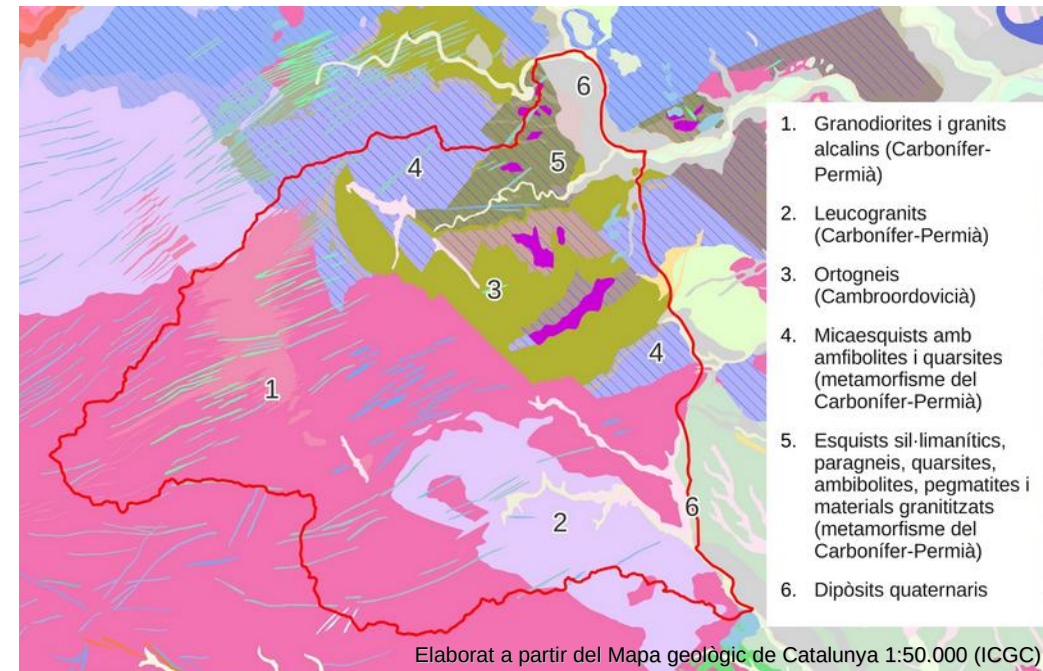 6
4
5
3
4
1
2
6
1. Granodiorites i granits
alcalins (Carbonífer-
Permià)
2. Leucogranits
(Carbonífer-Permià)
3. Ortogneis
(Cambroordovicià)
4. Micaesquists amb
amfibolites i quarsites
(metamorfisme del
Carbonífer-Permià)
5. Esquists sil·limanítics,
paragneis, quarsites,
ambibolites, pegmatites i
materials granititzats
(metamorfisme del
Carbonífer-Permià)
6. Dipòsits quaternaris
Elaborat a partir del Mapa geològic de Catalunya 1:50.000 (ICGC)